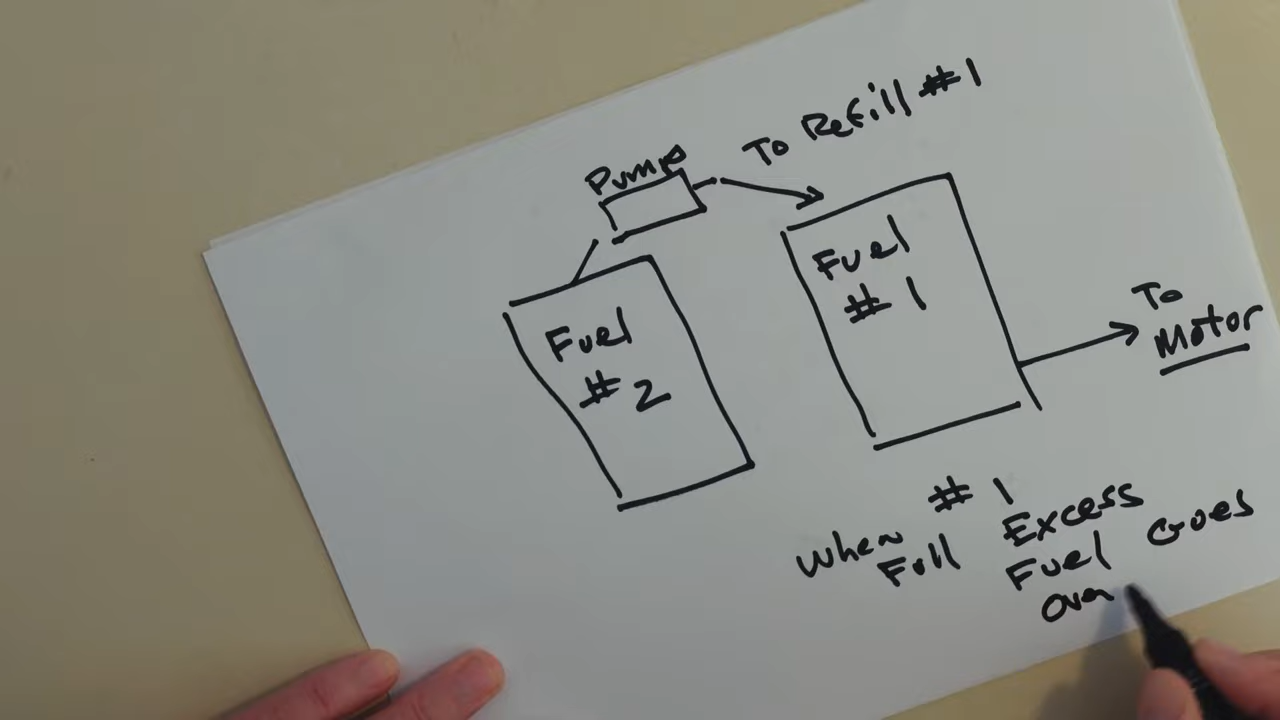 To Refill #1
Pump
Fuel
#1
Fuel
#2
To
Motor
When #1
Full Excess
Fuel Goes
over